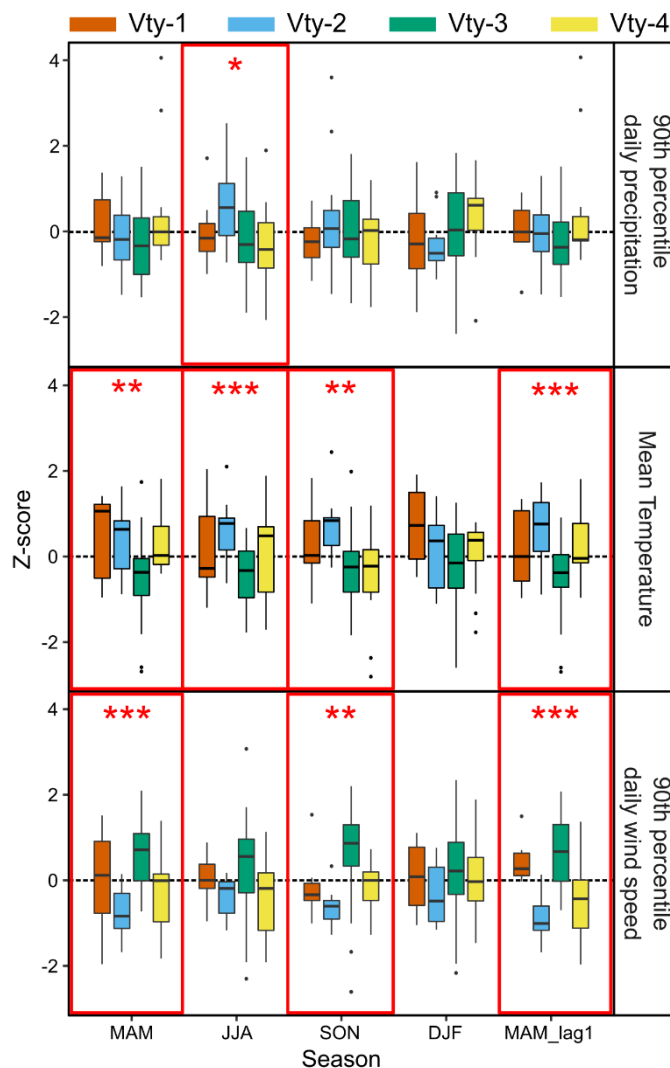 Vty-1 Vty-2 Vty-3 Vty-4
4
2
0
-2
*
90th percentile
daily precipitation
4
2
0
-2
** *** ** ***
Mean Temperature
Z-score
4
2
0
-2
*** ** ***
90th percentile
daily wind speed
MAM JJA SON DJF MAM_lag1
Season